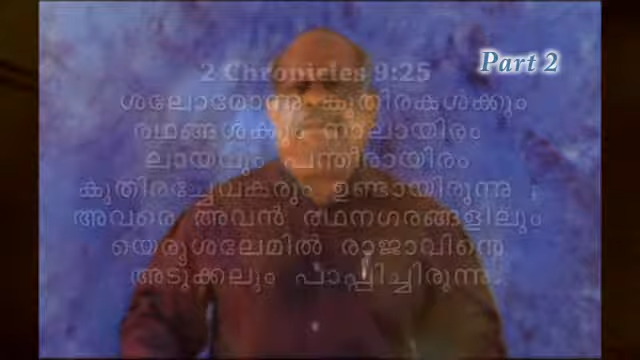 Part 2
2 Chronicles 9:25
ശലോമോന്നു കുതിരകൾക്കും
രഥങ്ങൾക്കും നാലായിരം
ലായവും പന്തീരായിരം
കുതിരച്ചേവകരും ഉണ്ടായിരുന്നു ;
അവരെ അവൻ രഥനഗരങ്ങളിലും
യെരൂശലേമിൽ രാജാവിന്റെ
അടുക്കലും പാർപ്പിച്ചിരുന്നു.